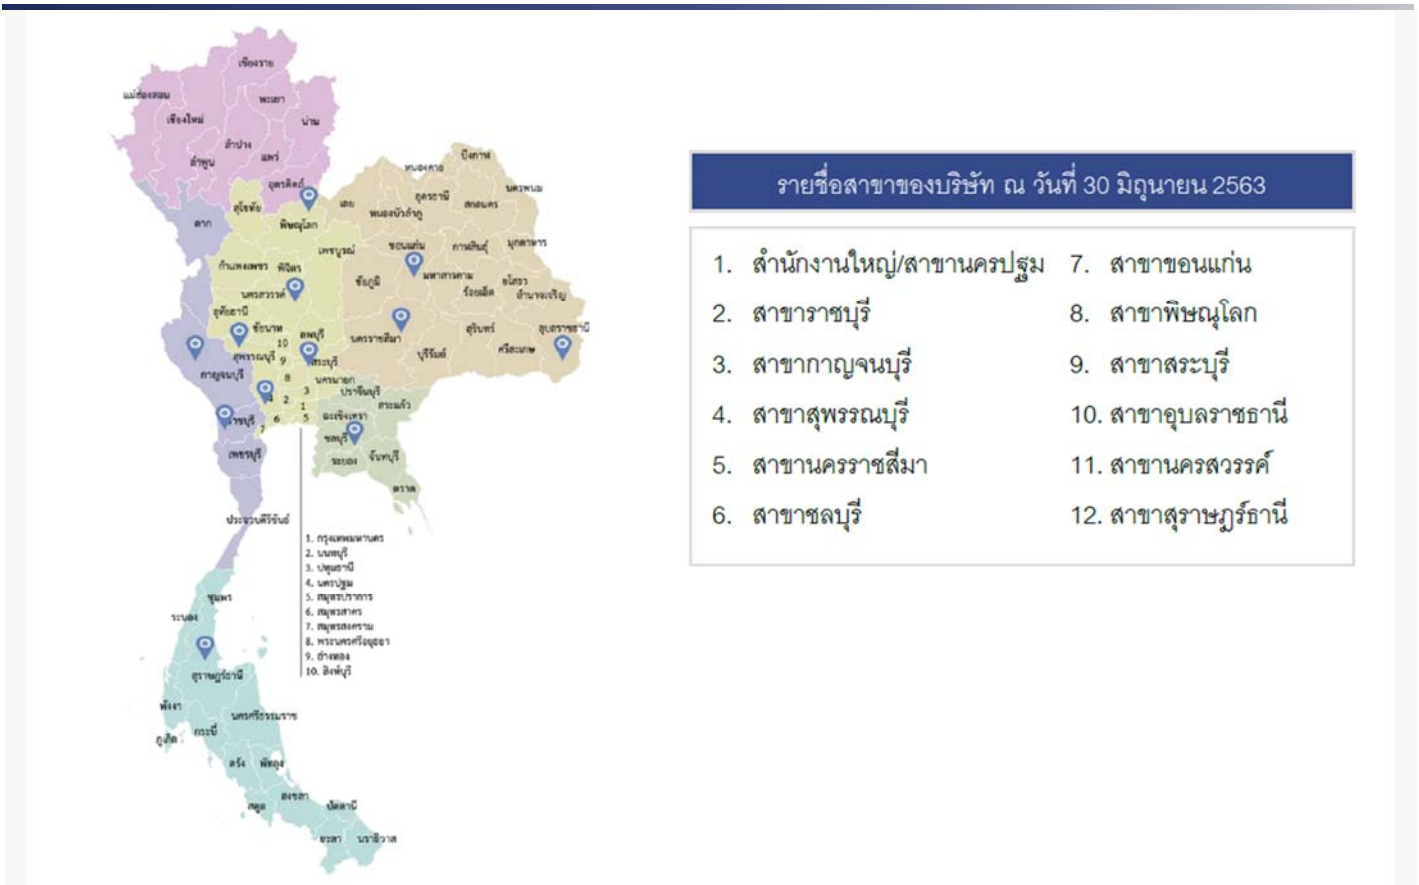 เชียงราย
แม่ฮ่องสอน
พะเยา
เชียงใหม่
น่าน
ลำปาง
ลำพูน
แพร่
อุตรดิตถ์
บึงกาฬ
หนองคาย
นครพนม
เลย
อุดรธานี
สกลนคร
หนองบัวลำภู
สุโขทัย
ตาก
พิษณุโลก
เพชรบูรณ์
ขอนแก่น
กาฬสินธุ์
มุกดาหาร
กำแพงเพชร
พิจิตร
ชัยภูมิ
มหาสารคาม
ร้อยเอ็ด
ยโสธร
อำนาจเจริญ
นครสวรรค์
อุทัยธานี
ชัยนาท
10
ลพบุรี
นครราชสีมา
บุรีรัมย์
สุรินทร์
ศรีสะเกษ
อุบลราชธานี
สุพรรณบุรี
9
สระบุรี
กาญจนบุรี
8
นครนายก
3
ปราจีนบุรี
สระแก้ว
4
2
1
ฉะเชิงเทรา
ราชบุรี
7
6
5
ชลบุรี
ระยอง
จันทบุรี
ตราด
เพชรบุรี
ประจวบคีรีขันธ์
1. กรุงเทพมหานคร
2. นนทบุรี
3. ปทุมธานี
4. นครปฐม
5. สมุทรปราการ
6. สมุทรสาคร
7. สมุทรสงคราม
8. พระนครศรีอยุธยา
9. อ่างทอง
10. สิงห์บุรี
ชุมพร
ระนอง
สุราษฎร์ธานี
พังงา
นครศรีธรรมราช
ภูเก็ต
กระบี่
ตรัง
พัทลุง
สตูล
สงขลา
ปัตตานี
ยะลา
นราธิวาส
รายชื่อสาขาของบริษัท ณ วันที่ 30 มิถุนายน 2563
1. สำนักงานใหญ่/สาขานครปฐม
2. สาขาราชบุรี
3. สาขากาญจนบุรี
4. สาขาสุพรรณบุรี
5. สาขานครราชสีมา
6. สาขาชลบุรี
7. สาขาขอนแก่น
8. สาขาพิษณุโลก
9. สาขาสระบุรี
10. สาขาอุบลราชธานี
11. สาขานครสวรรค์
12. สาขาสุราษฎร์ธานี